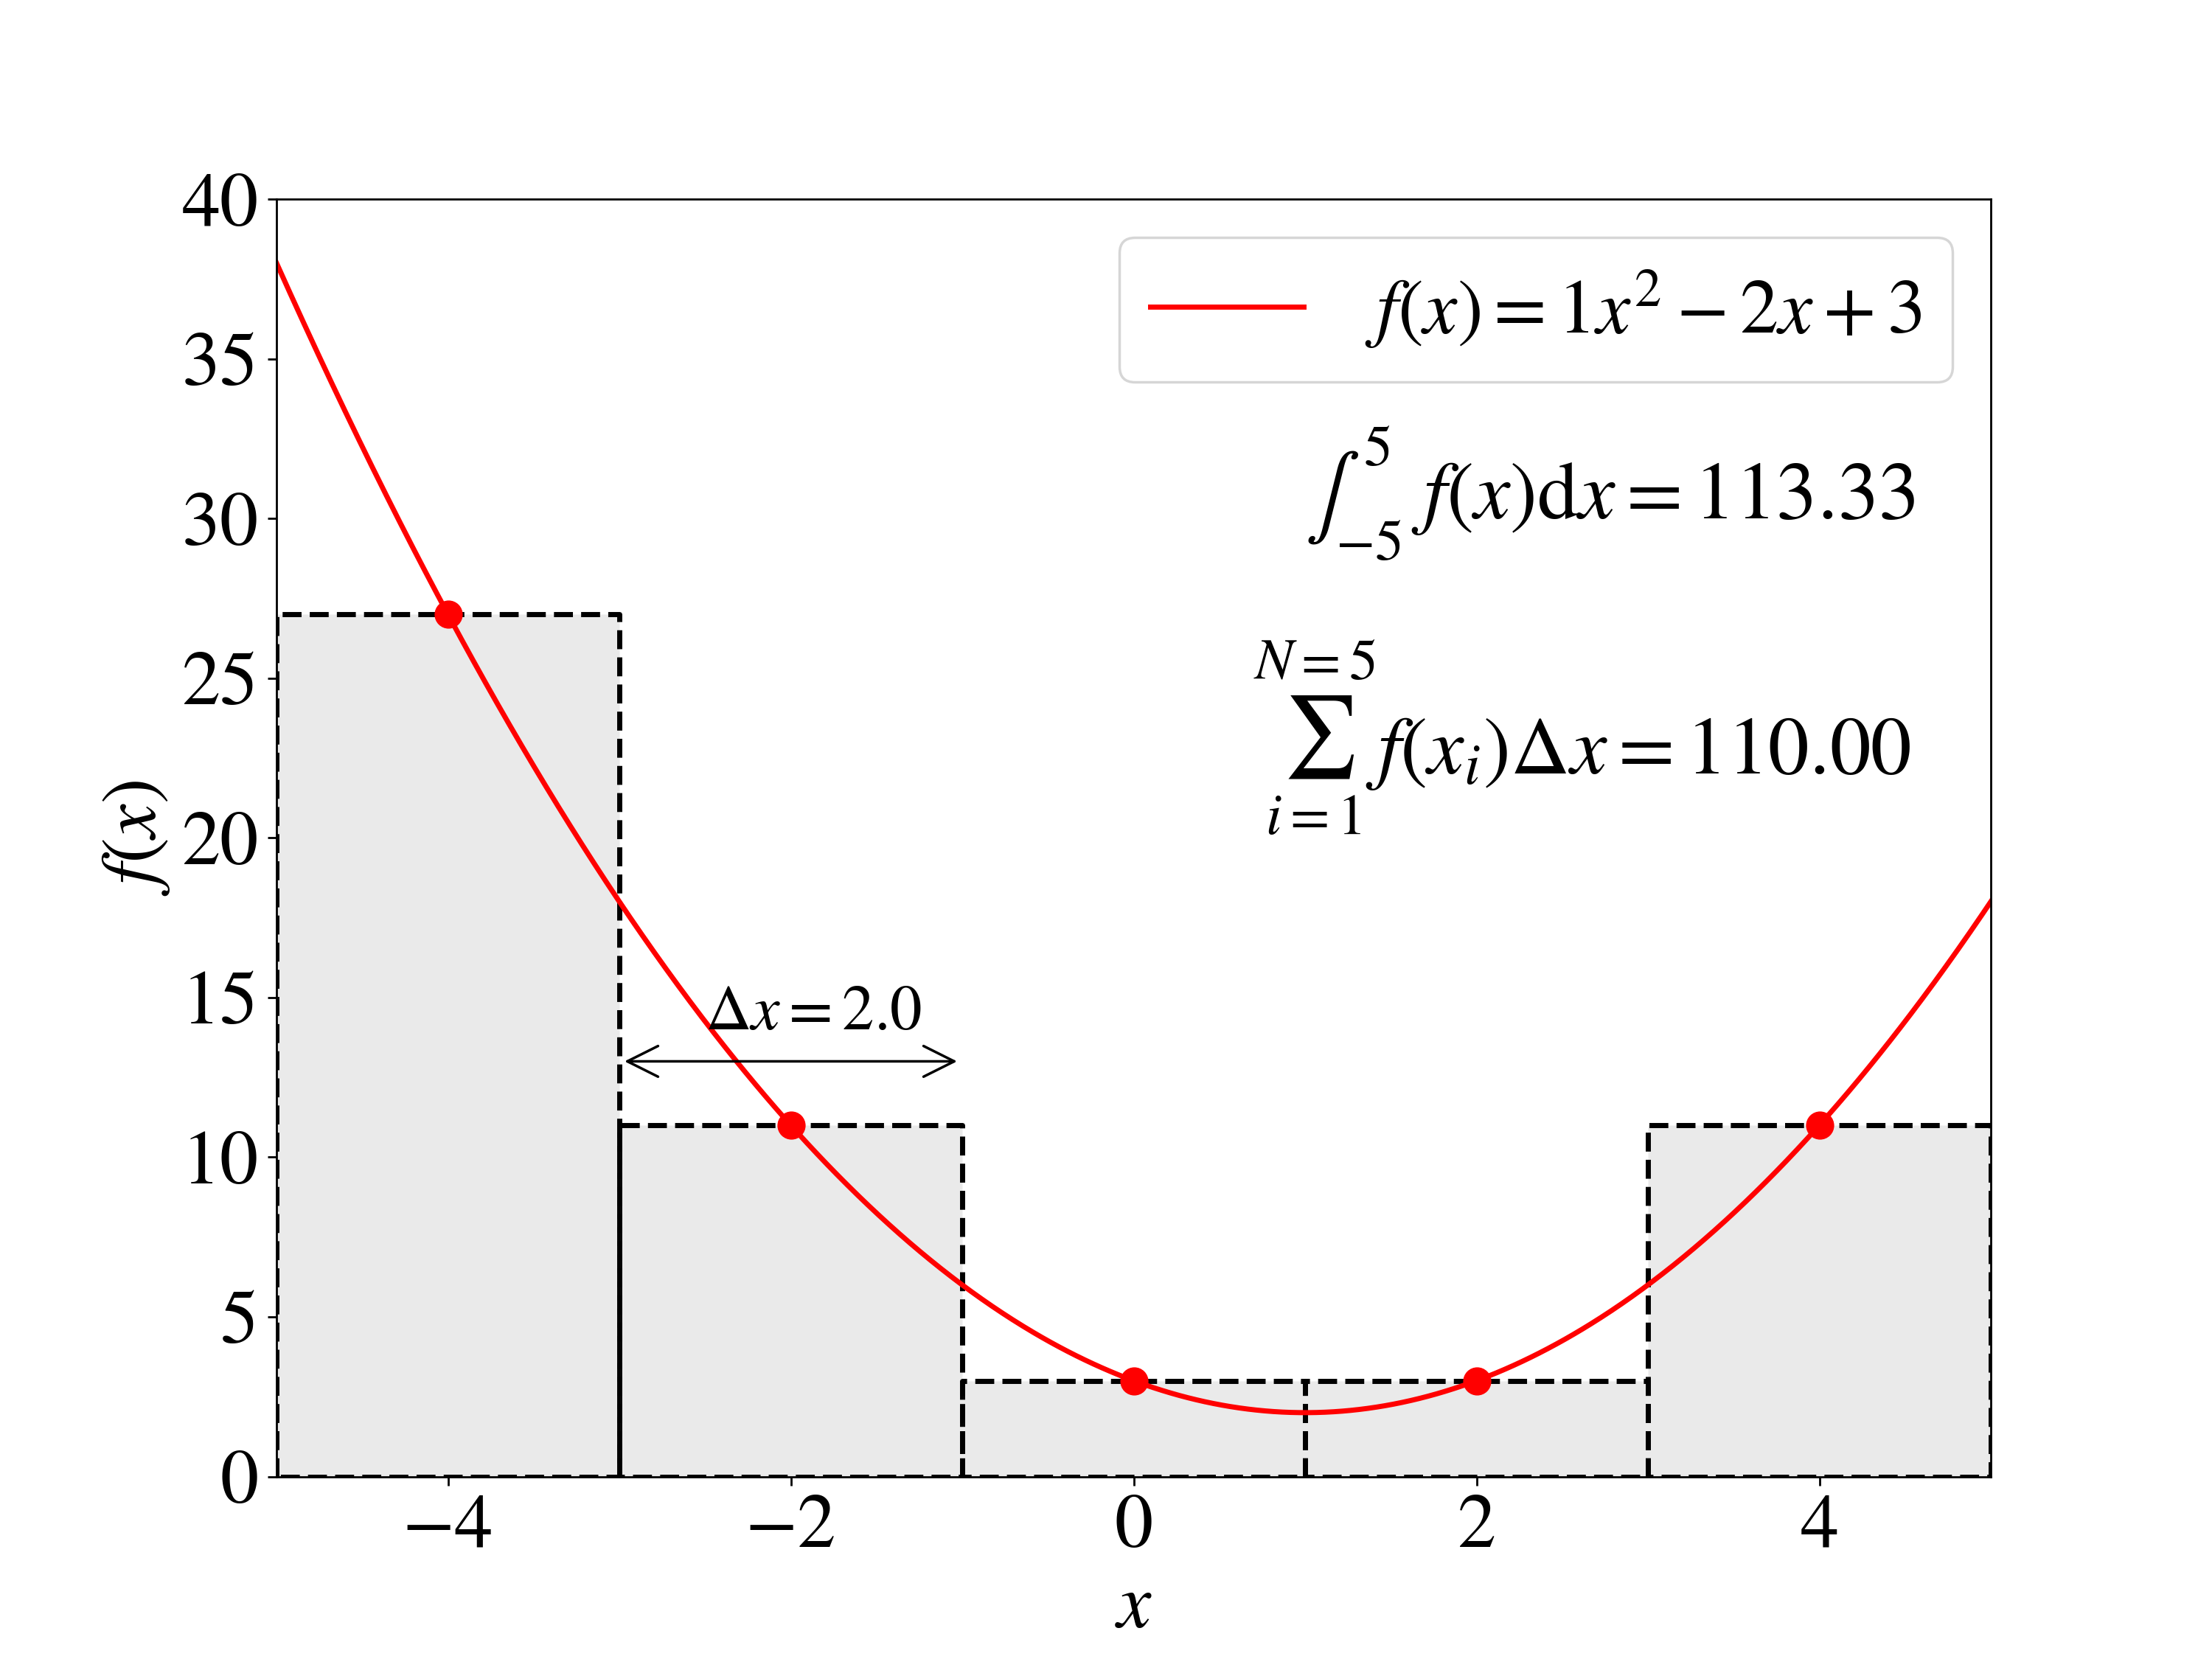 40
35
30
25
20
15
10
5
0
f(x)
f(x) = 1x² − 2x + 3
∫₋₅⁵ f(x)dx = 113.33
N = 5
∑ f(xᵢ)Δx = 110.00
i = 1
Δx = 2.0
−4 −2 0 2 4
x